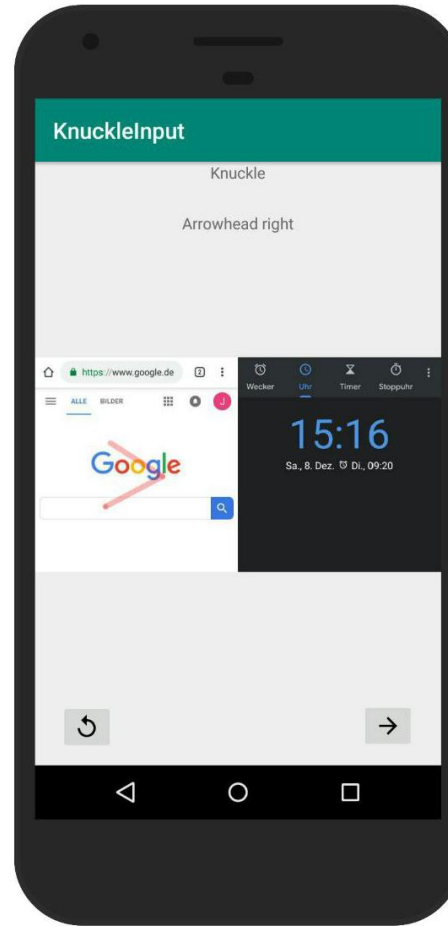 KnuckleInput
Knuckle
Arrowhead right
https://www.google.de 2
ALLE BILDER J
Google
Wecker Uhr Timer Stoppuhr
15:16
Sa., 8. Dez. Di., 09:20